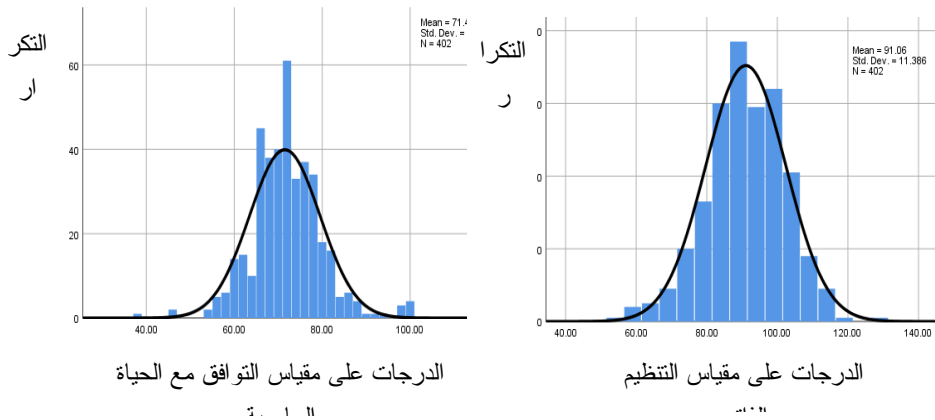 التكر
ار
Mean = 71.4
Std. Dev. =
N = 402
60
40
20
0
40.00 60.00 80.00 100.00
الدرجات على مقياس التوافق مع الحياة
التكرا
ر
Mean = 91.06
Std. Dev. = 11.386
N = 402
0
0
0
0
0
40.00 60.00 80.00 100.00 120.00 140.00
الدرجات على مقياس التنظيم